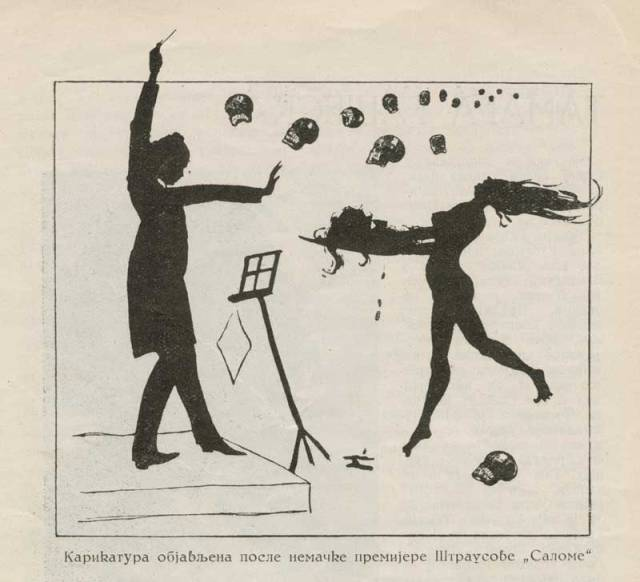 Карикатура објављена после немачке премијере Штраусове „Саломе“